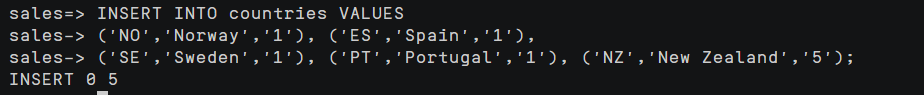 sales=> INSERT INTO countries VALUES
sales-> ('NO','Norway','1'), ('ES','Spain','1'),
sales-> ('SE','Sweden','1'), ('PT','Portugal','1'), ('NZ','New Zealand','5');
INSERT 0 5